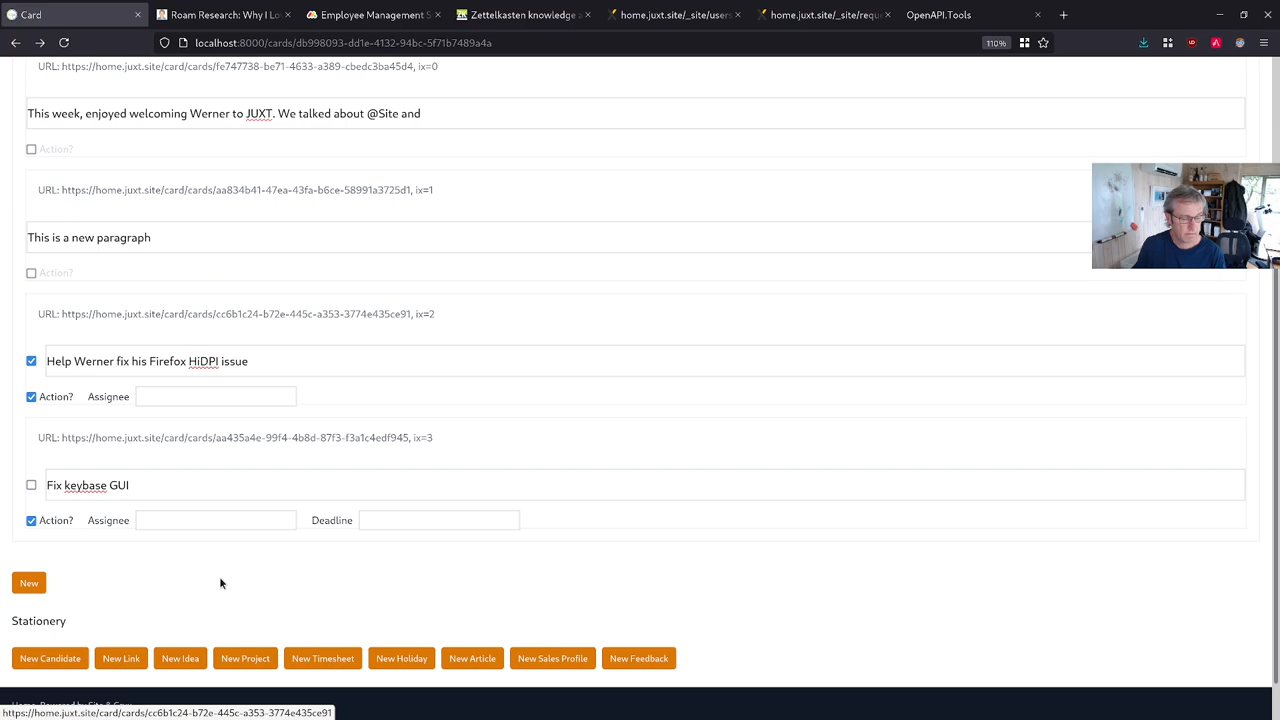 Card
Roam Research: Why I Lo
Employee Management S
Zettelkasten knowledge a
home.juxt.site/_site/users
home.juxt.site/_site/reque
OpenAPI.Tools
localhost:8000/cards/db998093-dd1e-4132-94bc-5f71b7489a4a
110%
URL: https://home.juxt.site/card/cards/fe747738-be71-4633-a389-cbedc3ba45d4, ix=0
This week, enjoyed welcoming Werner to JUXT. We talked about @Site and
Action?
URL: https://home.juxt.site/card/cards/aa834b41-47ea-43fa-b6ce-58991a3725d1, ix=1
This is a new paragraph
Action?
URL: https://home.juxt.site/card/cards/cc6b1c24-b72e-445c-a353-3774e435ce91, ix=2
Help Werner fix his Firefox HiDPI issue
Action? Assignee
URL: https://home.juxt.site/card/cards/aa435a4e-99f4-4b8d-87f3-f3a1c4edf945, ix=3
Fix keybase GUI
Action? Assignee Deadline
New
Stationery
New Candidate New Link New Idea New Project New Timesheet New Holiday New Article New Sales Profile New Feedback
https://home.juxt.site/card/cards/cc6b1c24-b72e-445c-a353-3774e435ce91